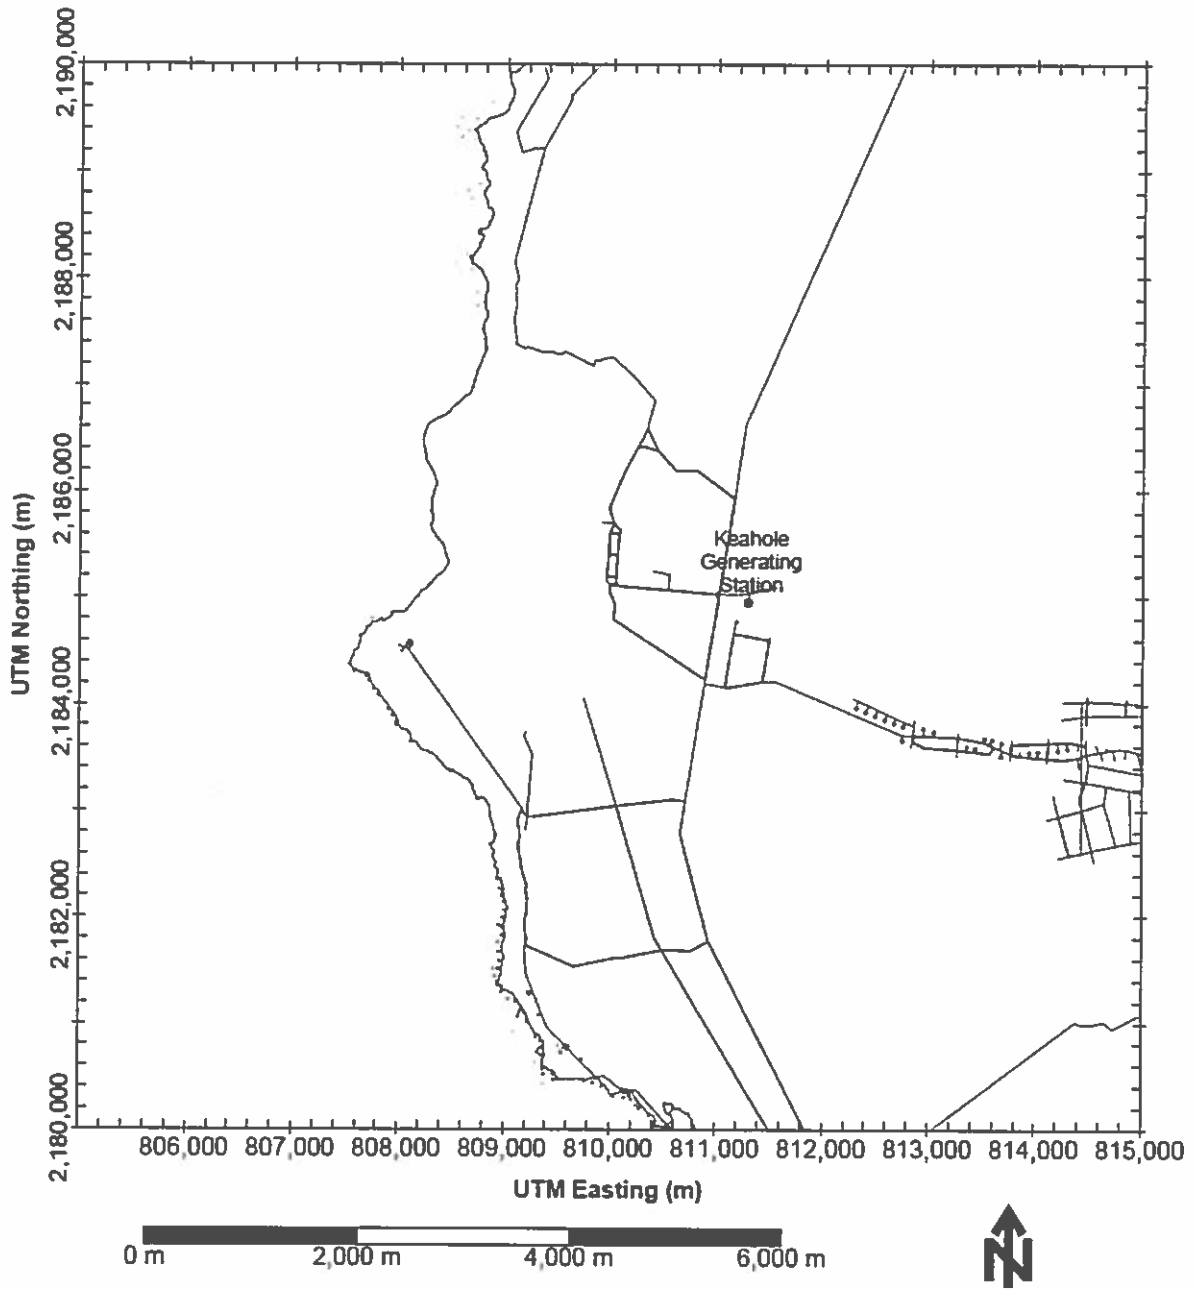 2,190,000
2,188,000
2,186,000
2,184,000
2,182,000
2,180,000
UTM Northing (m)
Keahole
Generating
Station
806,000 807,000 808,000 809,000 810,000 811,000 812,000 813,000 814,000 815,000
UTM Easting (m)
0 m 2,000 m 4,000 m 6,000 m
N